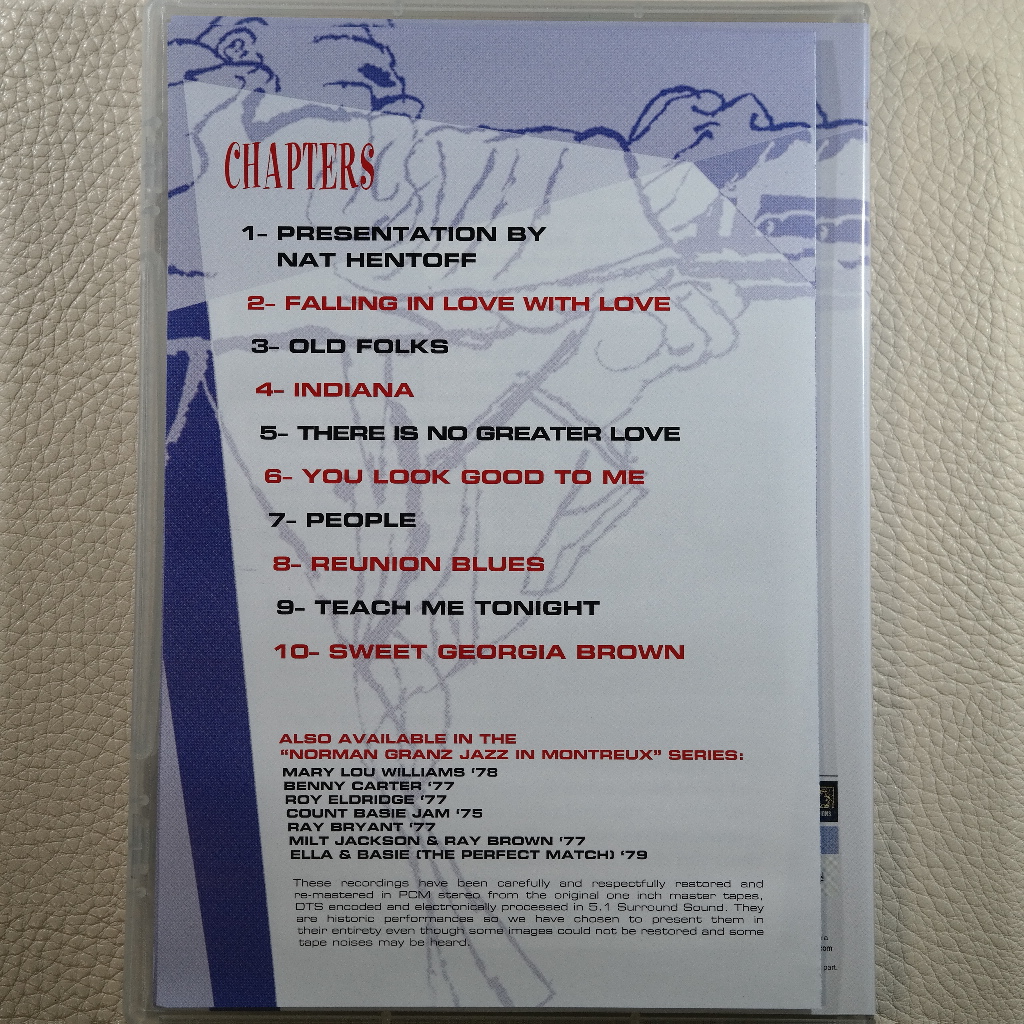 CHAPTERS
1- PRESENTATION BY
NAT HENTOFF
2- FALLING IN LOVE WITH LOVE
3- OLD FOLKS
4- INDIANA
5- THERE IS NO GREATER LOVE
6- YOU LOOK GOOD TO ME
7- PEOPLE
8- REUNION BLUES
9- TEACH ME TONIGHT
10- SWEET GEORGIA BROWN
ALSO AVAILABLE IN THE
“NORMAN GRANZ JAZZ IN MONTREUX” SERIES:
MARY LOU WILLIAMS ‘78
BENNY CARTER ‘77
ROY ELDRIDGE ‘77
COUNT BASIE JAM ‘75
RAY BRYANT ‘77
MILT JACKSON & RAY BROWN ‘77
ELLA & BASIE (THE PERFECT MATCH) ‘79
These recordings have been carefully and respectfully restored and
re-mastered in PCM stereo from the original one inch master tapes,
DTS encoded and electronically processed in 5.1 Surround Sound. They
are historic performances so we have chosen to present them in
their entirety even though some images could not be restored and some
tape noises may be heard.
part.